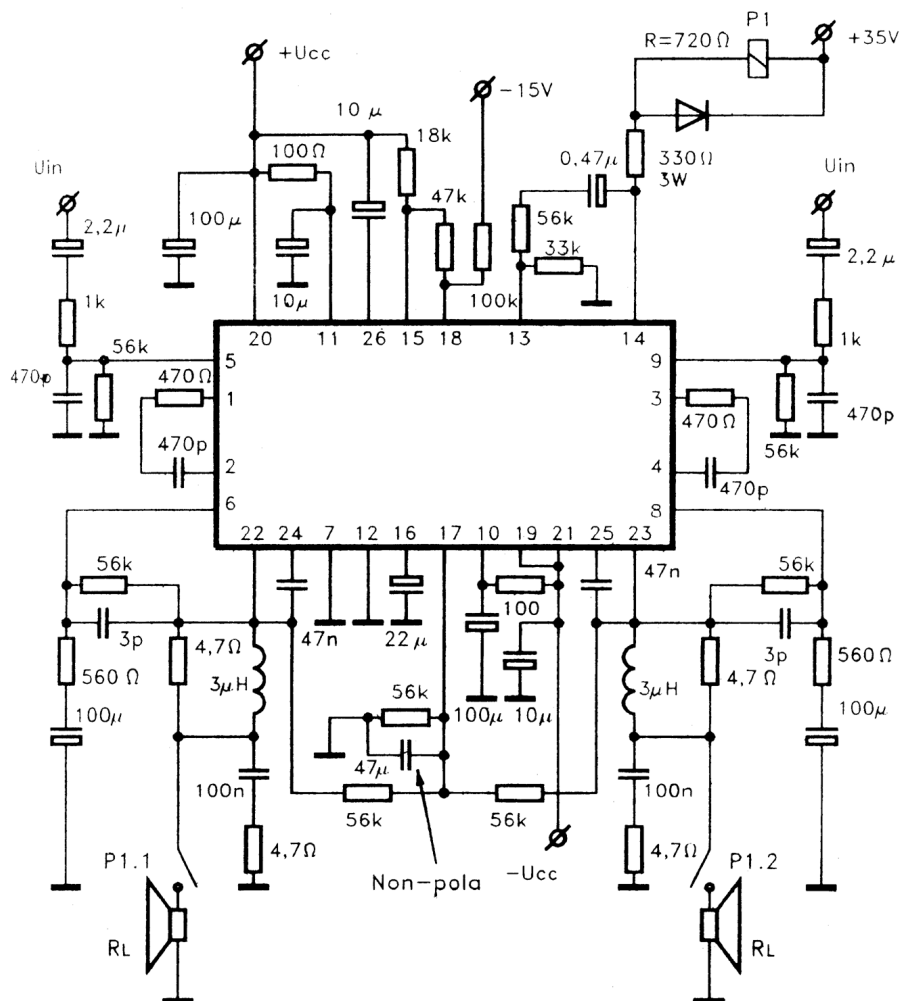 P1
R=720Ω
+35V
+Ucc
-15V
10 μ
18k
0,47μ
330Ω
3W
Uin
100Ω
47k
Uin
2,2μ
100μ
56k
2,2 μ
33k
10μ
100k
1k
1k
20 11 26 15 18 13 14
56k
5
9
470p
470Ω
1
3
470Ω
470p
56k
470p
2
4
470p
6
8
22 24 7 12 16 17 10 19 21 25 23
56k
47n
56k
3p
4,7Ω
47n
22 μ
100
3p
560 Ω
4,7Ω
560Ω
3μH
56k
3μH
100μ
100μ
10μ
100μ
47μ
100n
56k
56k
100n
4,7Ω
4,7Ω
P1.1
Non-pola
-Ucc
P1.2
RL
RL